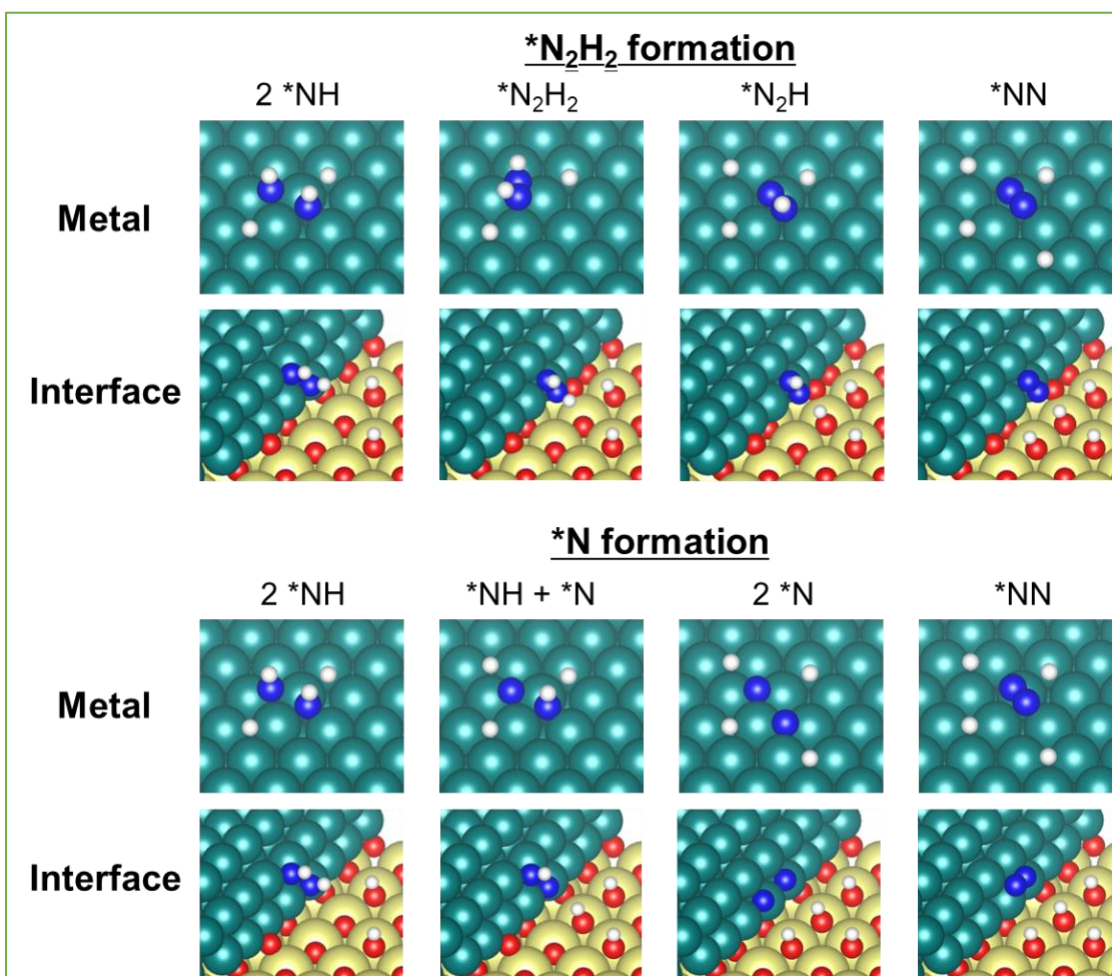 *N₂H₂ formation
2 *NH *N₂H₂ *N₂H *NN
Metal
Interface
*N formation
2 *NH *NH + *N 2 *N *NN
Metal
Interface